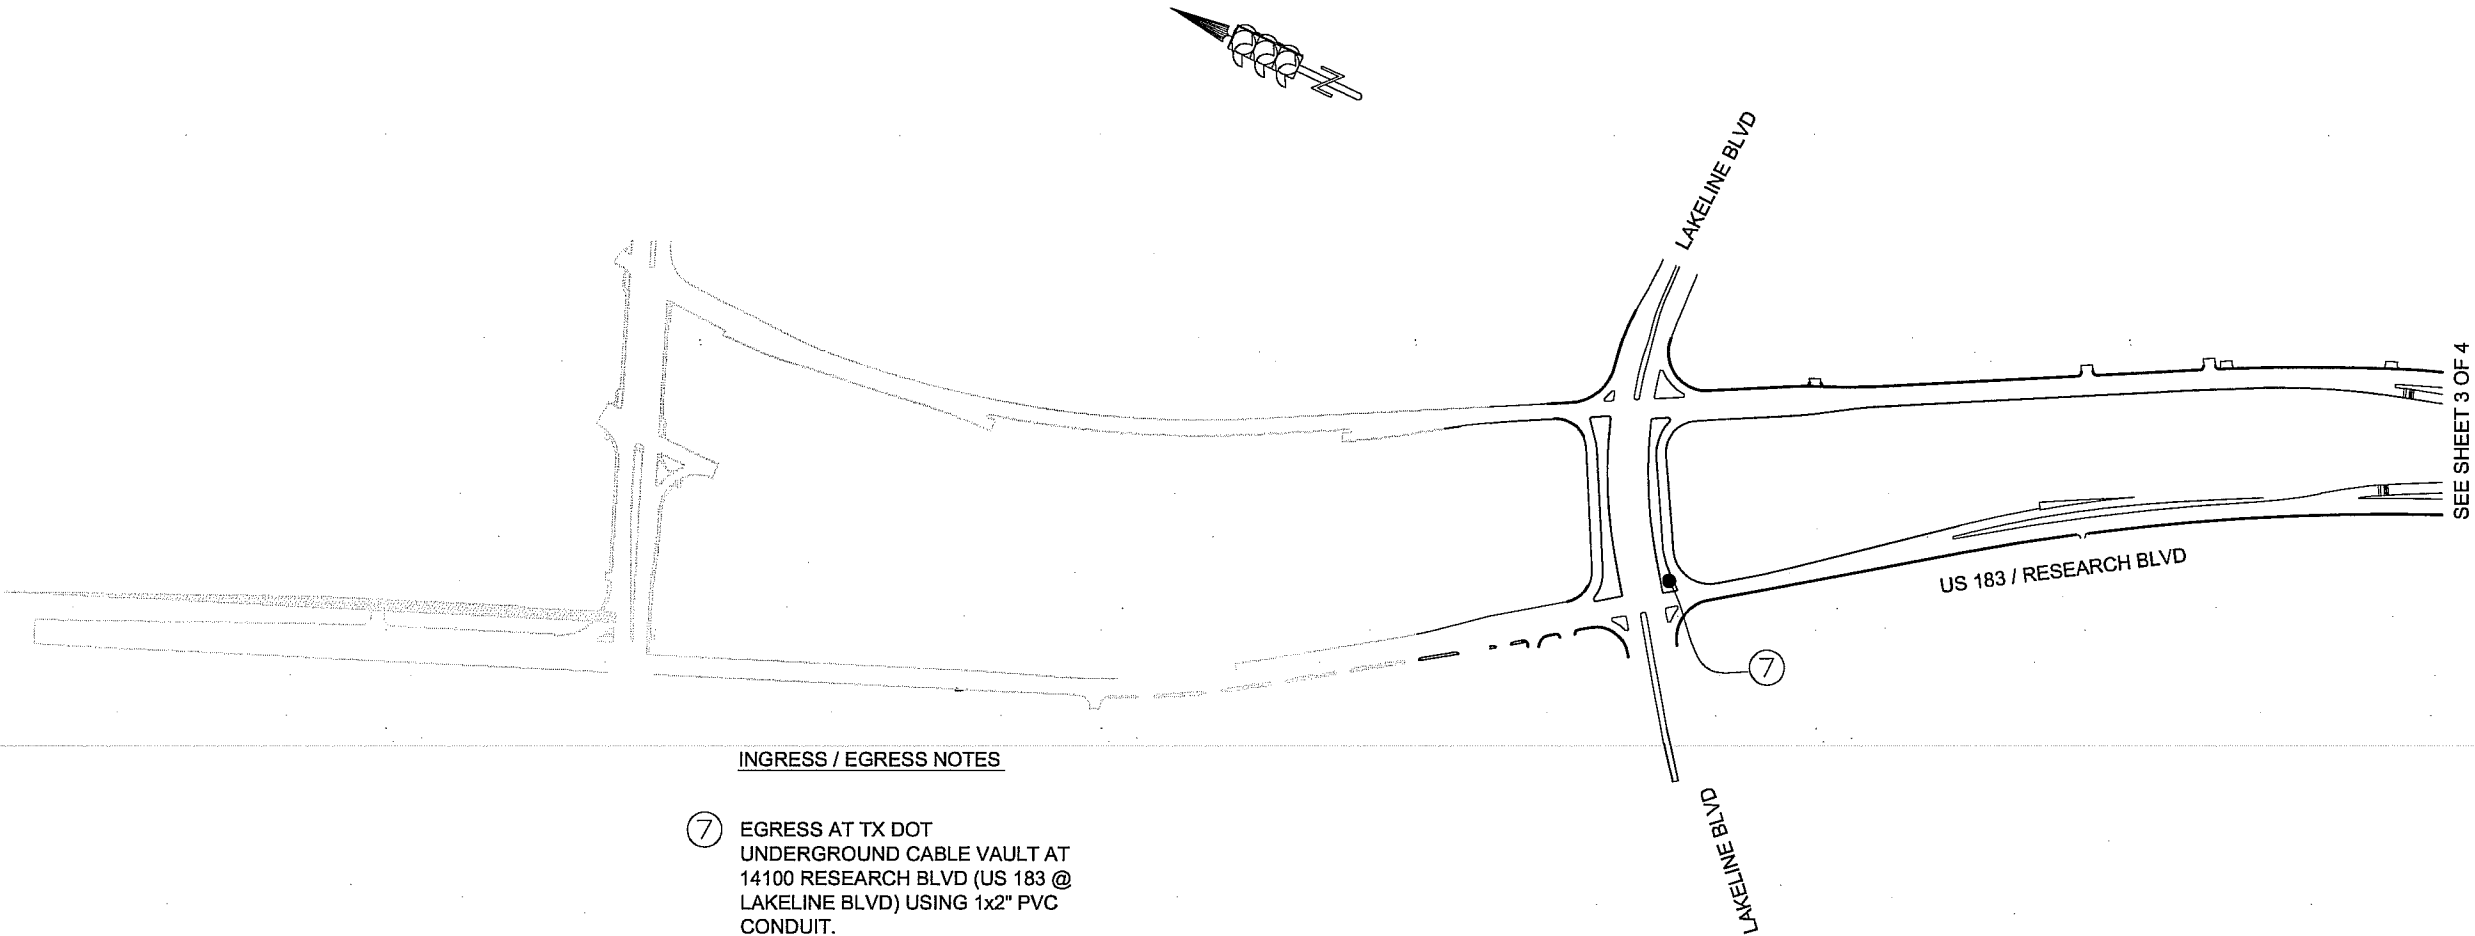 N
LAKELINE BLVD
SEE SHEET 3 OF 4
US 183 / RESEARCH BLVD
7
INGRESS / EGRESS NOTES
7 EGRESS AT TX DOT
UNDERGROUND CABLE VAULT AT
14100 RESEARCH BLVD (US 183 @
LAKELINE BLVD) USING 1x2" PVC
CONDUIT.
LAKELINE BLVD